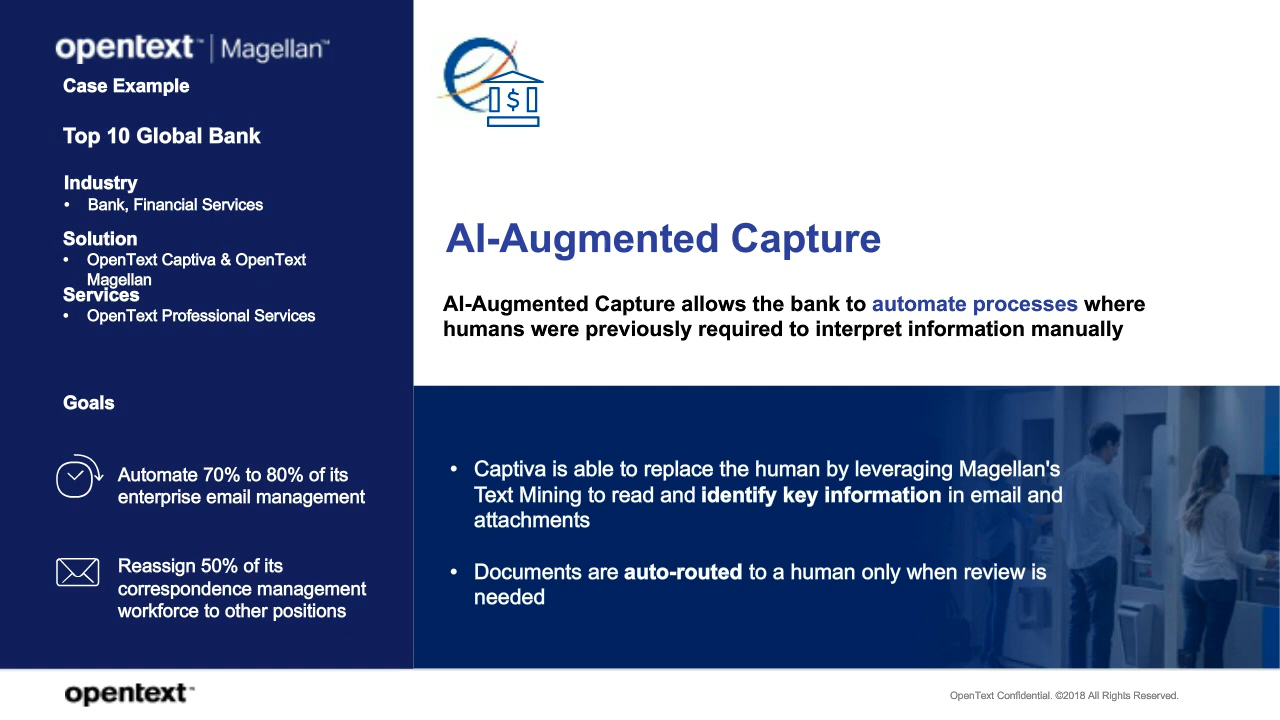 opentext™ | Magellan™
Case Example
Top 10 Global Bank
Industry
• Bank, Financial Services
Solution
• OpenText Captiva & OpenText
Magellan
Services
• OpenText Professional Services
Goals
Automate 70% to 80% of its
enterprise email management
Reassign 50% of its
correspondence management
workforce to other positions
$
AI-Augmented Capture
AI-Augmented Capture allows the bank to automate processes where
humans were previously required to interpret information manually
• Captiva is able to replace the human by leveraging Magellan's
Text Mining to read and identify key information in email and
attachments
• Documents are auto-routed to a human only when review is
needed
opentext™
OpenText Confidential. ©2018 All Rights Reserved.